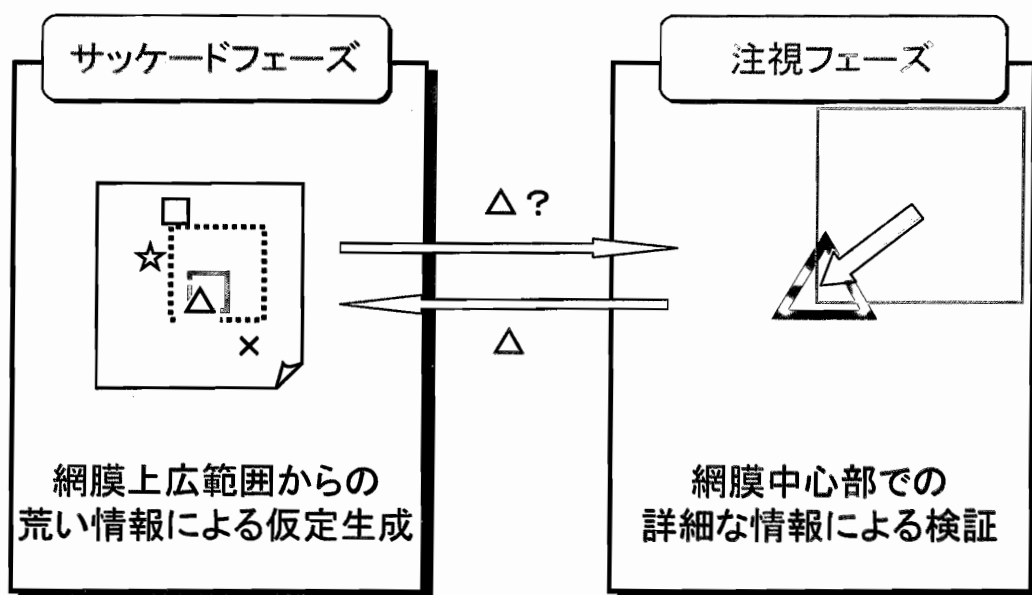 サッケードフェーズ
注視フェーズ
△?
△
網膜上広範囲からの
荒い情報による仮定生成
網膜中心部での
詳細な情報による検証